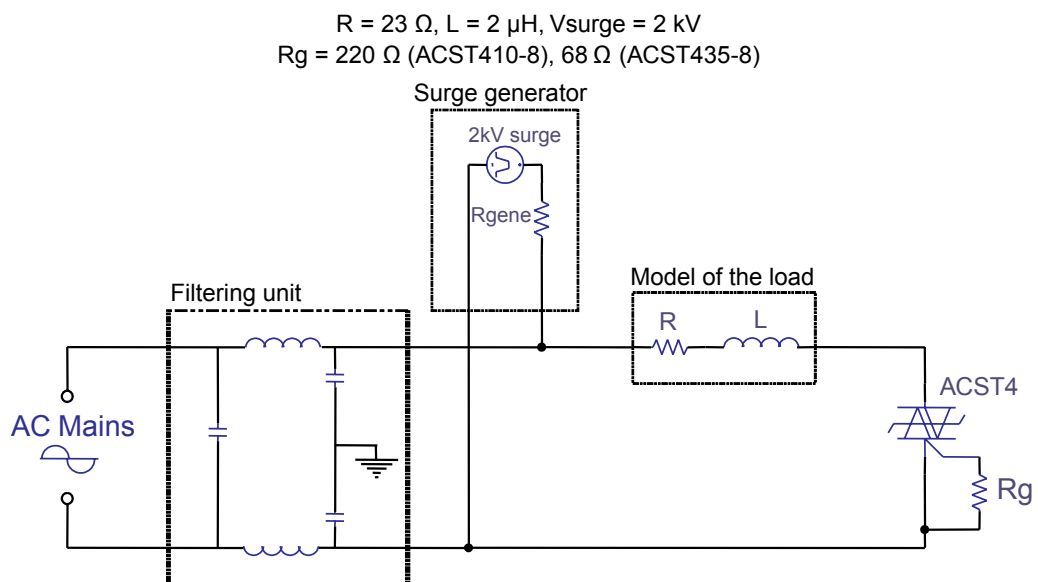 R = 23 Ω, L = 2 µH, Vsurge = 2 kV
Rg = 220 Ω (ACST410-8), 68 Ω (ACST435-8)
Surge generator
2kV surge
Rgene
Model of the load
Filtering unit
R
L
ACST4
AC Mains
Rg